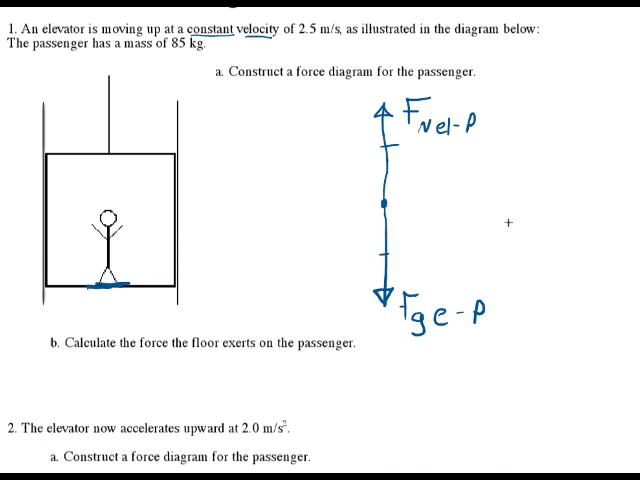 1. An elevator is moving up at a constant velocity of 2.5 m/s, as illustrated in the diagram below:
The passenger has a mass of 85 kg.
a. Construct a force diagram for the passenger.
F Nel-P
F ge-P
b. Calculate the force the floor exerts on the passenger.
2. The elevator now accelerates upward at 2.0 m/s².
a. Construct a force diagram for the passenger.